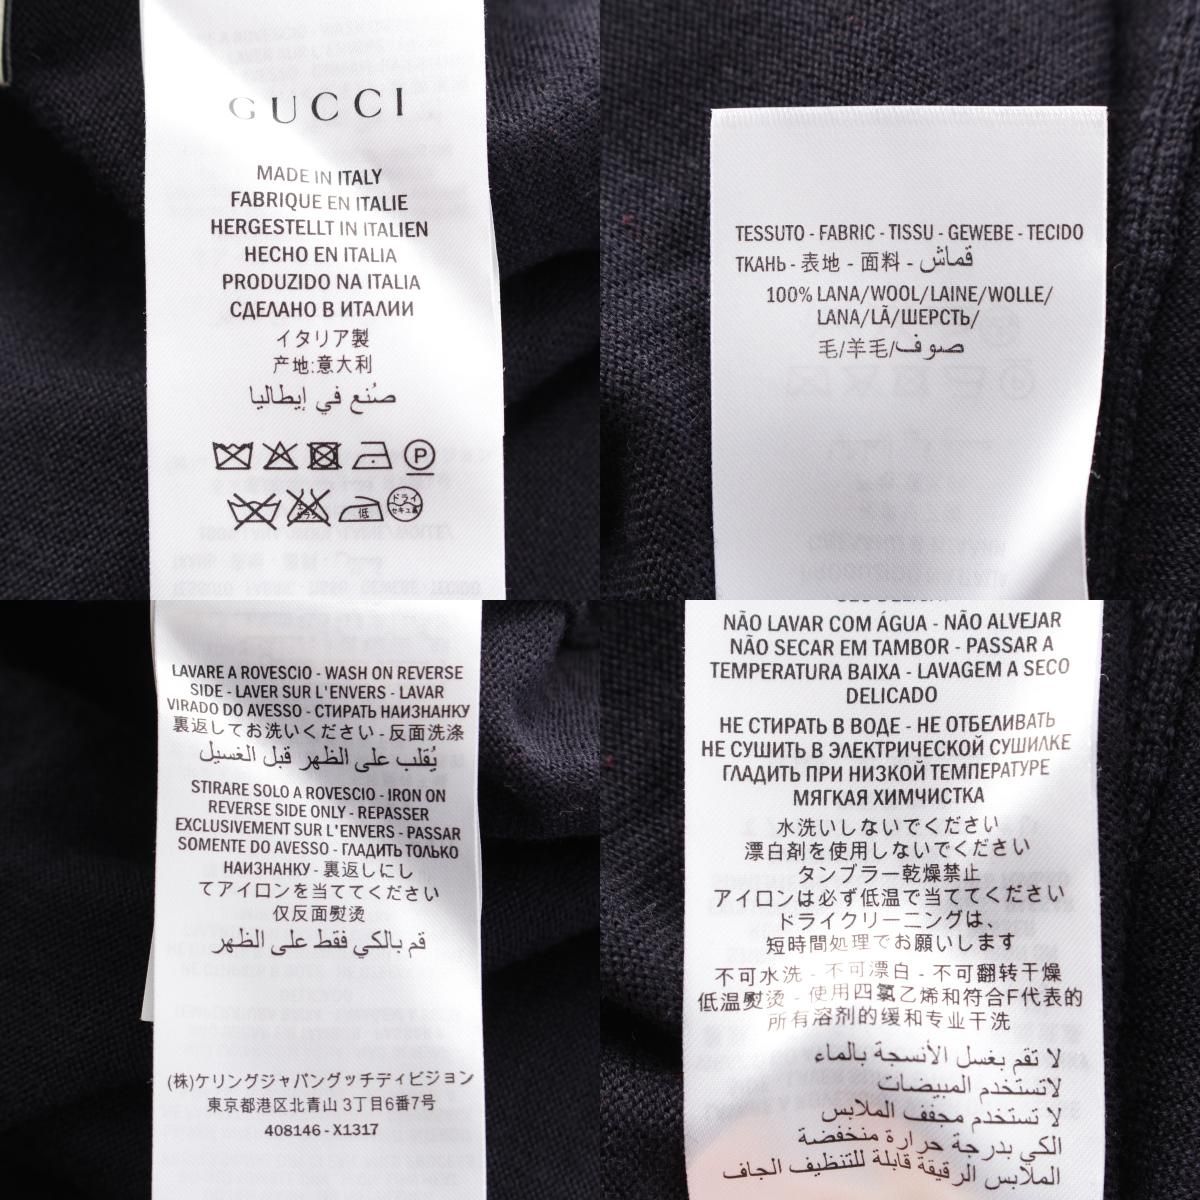 GUCCI
MADE IN ITALY
FABRIQUE EN ITALIE
HERGESTELLT IN ITALIEN
HECHO EN ITALIA
PRODUZIDO NA ITALIA
СДЕЛАНО В ИТАЛИИ
イタリア製
产地:意大利
صُنع في إيطاليا
P
低
ドライ
セキユ系
TESSUTO - FABRIC - TISSU - GEWEBE - TECIDO
ТКАНЬ - 表地 - 面料 - قماش
100% LANA/WOOL/LAINE/WOLLE/
LANA/LÃ/ШЕРСТЬ/
毛/羊毛/صوف
LAVARE A ROVESCIO - WASH ON REVERSE
SIDE - LAVER SUR L'ENVERS - LAVAR
VIRADO DO AVESSO - СТИРАТЬ НАИЗНАНКУ
裏返してお洗いください - 反面洗涤
يُقلب على الظهر قبل الغسيل
STIRARE SOLO A ROVESCIO - IRON ON
REVERSE SIDE ONLY - REPASSER
EXCLUSIVEMENT SUR L'ENVERS - PASSAR
SOMENTE DO AVESSO - ГЛАДИТЬ ТОЛЬКО
НАИЗНАНКУ - 裏返しにし
てアイロンを当ててください
仅反面熨烫
قم بالكي فقط على الظهر
(株)ケリングジャパングッチディビジョン
東京都港区北青山 3丁目6番7号
408146 - X1317
NÃO LAVAR COM ÁGUA - NÃO ALVEJAR
NÃO SECAR EM TAMBOR - PASSAR A
TEMPERATURA BAIXA - LAVAGEM A SECO
DELICADO
НЕ СТИРАТЬ В ВОДЕ - НЕ ОТБЕЛИВАТЬ
НЕ СУШИТЬ В ЭЛЕКТРИЧЕСКОЙ СУШИЛКЕ
ГЛАДИТЬ ПРИ НИЗКОЙ ТЕМПЕРАТУРЕ
МЯГКАЯ ХИМЧИСТКА
水洗いしないでください
漂白剤を使用しないでください
タンブラー乾燥禁止
アイロンは必ず低温で当ててください
ドライクリーニングは、
短時間処理でお願いします
不可水洗 - 不可漂白 - 不可翻转干燥
低温熨烫 - 使用四氯乙烯和符合F代表的
所有溶剂的缓和专业干洗
لا تقم بغسل الأنسجة بالماء
لاتستخدم المبيضات
لا تستخدم مجفف الملابس
الكي بدرجة حرارة منخفضة
الملابس الرقيقة قابلة للتنظيف الجاف